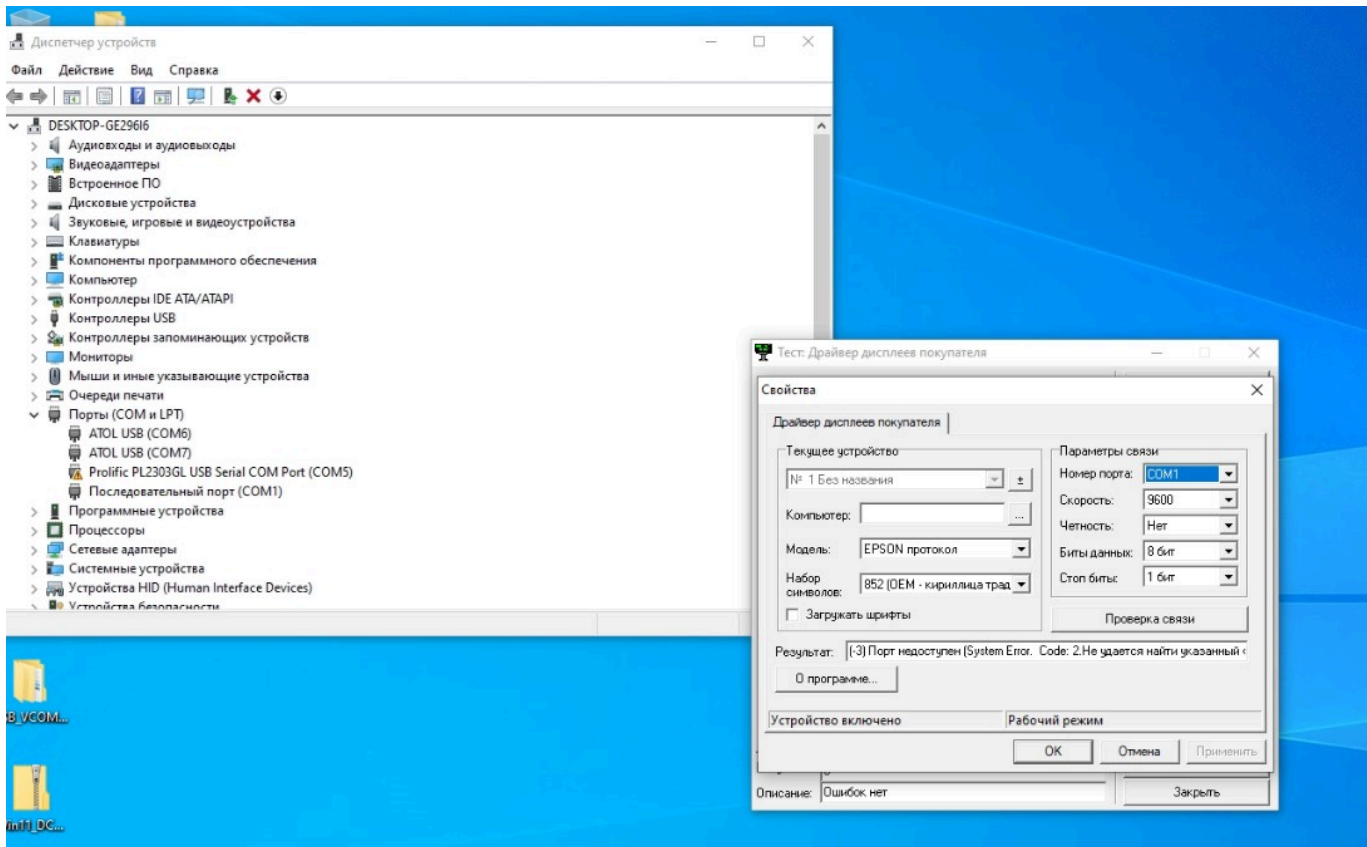 Диспетчер устройств
Файл Действие Вид Справка
DESKTOP-GE296I6
Аудиовходы и аудиовыходы
Видеоадаптеры
Встроенное ПО
Дисковые устройства
Звуковые, игровые и видеоустройства
Клавиатуры
Компоненты программного обеспечения
Компьютер
Контроллеры IDE ATA/ATAPI
Контроллеры USB
Контроллеры запоминающих устройств
Мониторы
Мыши и иные указывающие устройства
Очереди печати
Порты (COM и LPT)
ATOL USB (COM6)
ATOL USB (COM7)
Prolific PL2303GL USB Serial COM Port (COM5)
Последовательный порт (COM1)
Программные устройства
Процессоры
Сетевые адаптеры
Системные устройства
Устройства HID (Human Interface Devices)
Устройства безопасности
Тест: Драйвер дисплеев покупателя
Свойства
Драйвер дисплеев покупателя
Текущее устройство
№ 1 Без названия
±
Компьютер:
...
Модель: EPSON протокол
Набор символов: 852 (OEM - кириллица трад
Загружать шрифты
Параметры связи
Номер порта: COM1
Скорость: 9600
Четность: Нет
Биты данных: 8 бит
Стоп биты: 1 бит
Проверка связи
Результат: (-3) Порт недоступен (System Error. Code: 2.Не удается найти указанный
О программе...
Устройство включено Рабочий режим
OK Отмена Применить
Описание: Ошибок нет
Закрыть
B_VCOM...
Win11_DC...